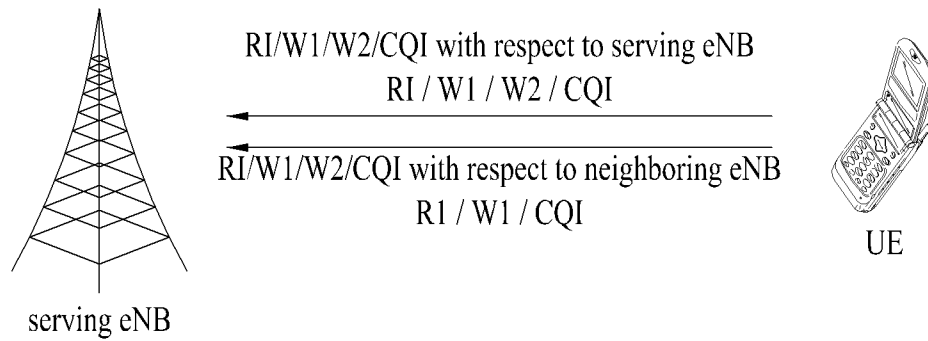 RI/W1/W2/CQI with respect to serving eNB
RI / W1 / W2 / CQI
RI/W1/W2/CQI with respect to neighboring eNB
R1 / W1 / CQI
UE
serving eNB